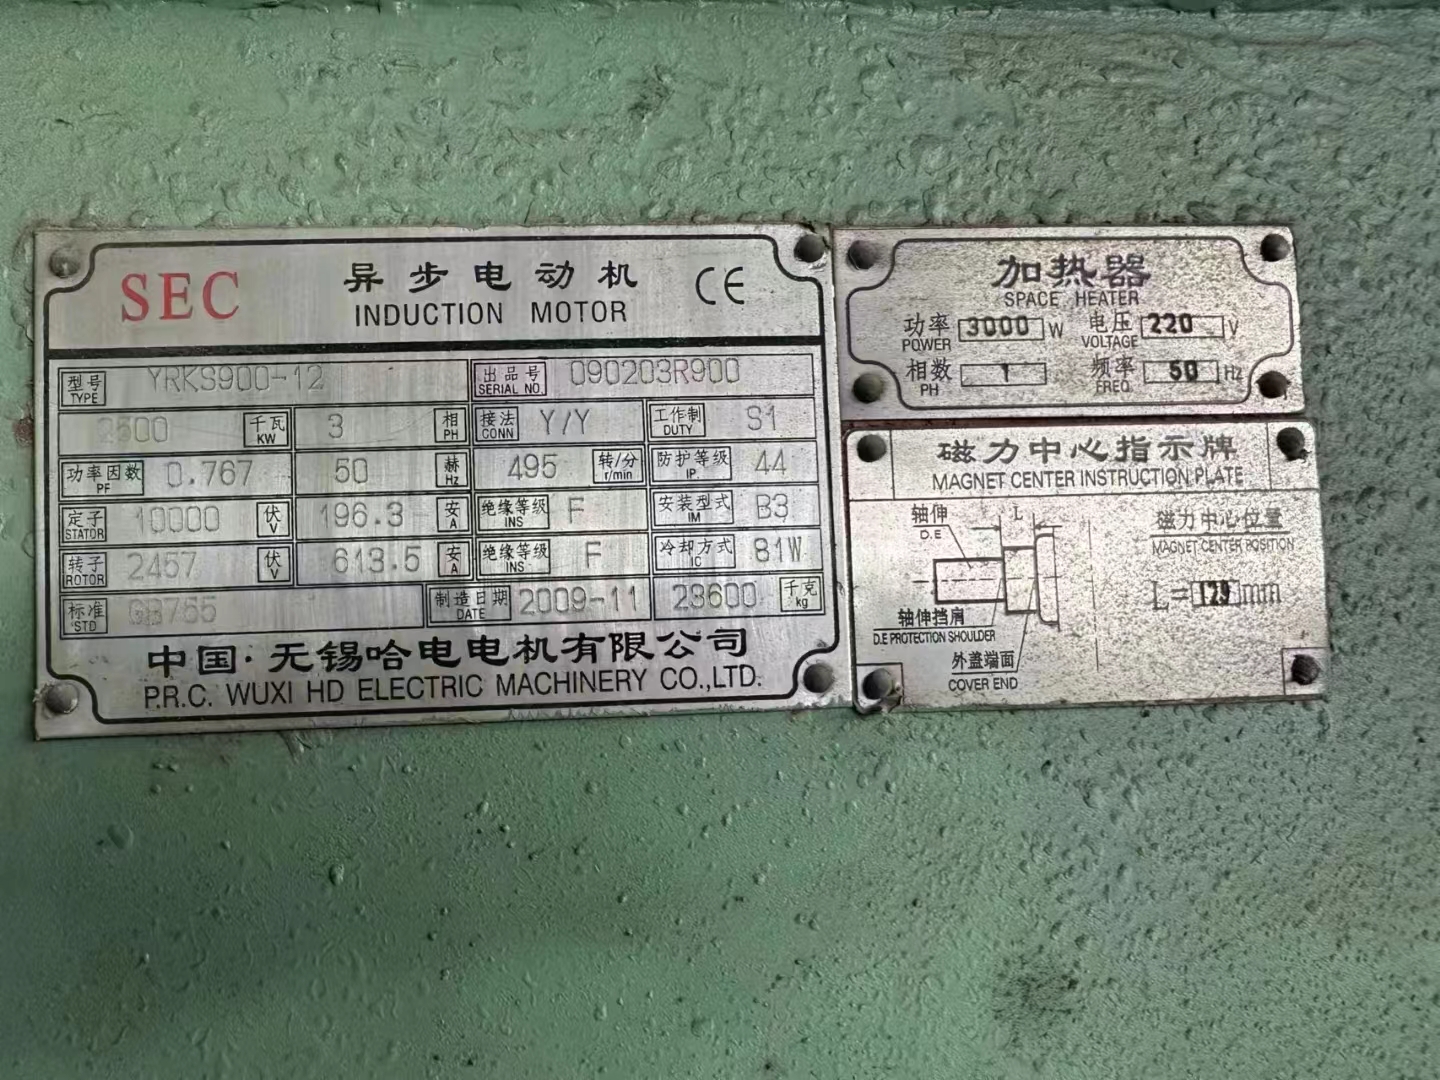 SEC 异步电动机 CE
INDUCTION MOTOR
型号 TYPE YRKS900-12 出品号 SERIAL NO. 090203R900
2500 千瓦 KW 3 相 PH 接法 CONN Y/Y 工作制 DUTY S1
功率因数 PF 0.767 50 赫 Hz 495 转/分 r/min 防护等级 IP. 44
定子 STATOR 10000 伏 V 196.3 安 A 绝缘等级 INS F 安装型式 IM B3
转子 ROTOR 2457 伏 V 613.5 安 A 绝缘等级 INS F 冷却方式 IC 81W
标准 STD GB755 制造日期 DATE 2009-11 23600 千克 kg
中国·无锡哈电电机有限公司
P.R.C. WUXI HD ELECTRIC MACHINERY CO.,LTD.
加热器
SPACE HEATER
功率 POWER 3000 W 电压 VOLTAGE 220 V
相数 PH 1 频率 FREQ 50 Hz
磁力中心指示牌
MAGNET CENTER INSTRUCTION PLATE
轴伸
D.E
L
磁力中心位置
MAGNET CENTER POSITION
L=129mm
轴伸挡肩
D.E PROTECTION SHOULDER
外盖端面
COVER END